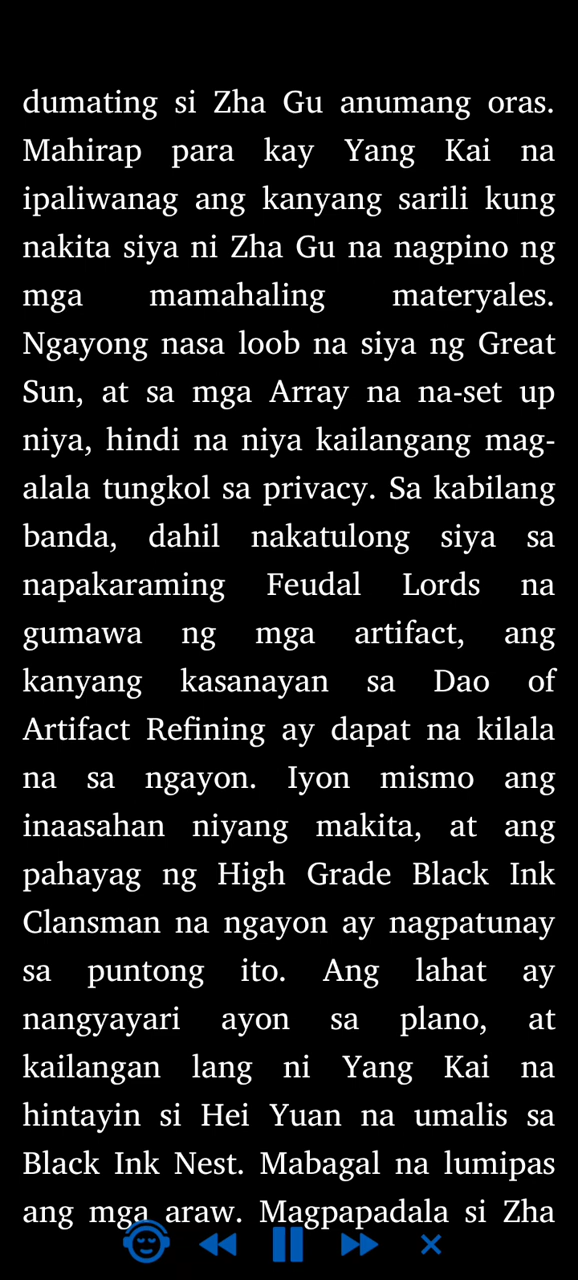 dumating si Zha Gu anumang oras.
Mahirap para kay Yang Kai na
ipaliwanag ang kanyang sarili kung
nakita siya ni Zha Gu na nagpino ng
mga mamahaling materyales.
Ngayong nasa loob na siya ng Great
Sun, at sa mga Array na na-set up
niya, hindi na niya kailangang mag-
alala tungkol sa privacy. Sa kabilang
banda, dahil nakatulong siya sa
napakaraming Feudal Lords na
gumawa ng mga artifact, ang
kanyang kasanayan sa Dao of
Artifact Refining ay dapat na kilala
na sa ngayon. Iyon mismo ang
inaasahan niyang makita, at ang
pahayag ng High Grade Black Ink
Clansman na ngayon ay nagpatunay
sa puntong ito. Ang lahat ay
nangyayari ayon sa plano, at
kailangan lang ni Yang Kai na
hintayin si Hei Yuan na umalis sa
Black Ink Nest. Mabagal na lumipas
ang mga araw. Magpapadala si Zha